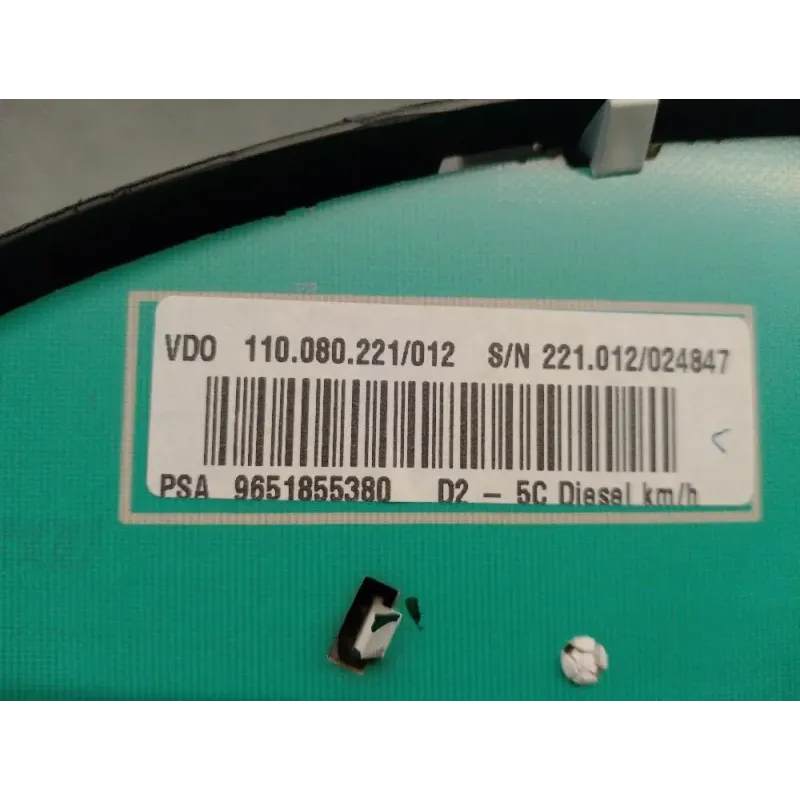 VDO 110.080.221/012 S/N 221.012/024847
PSA 9651855380 D2 - 5C Diesel km/h